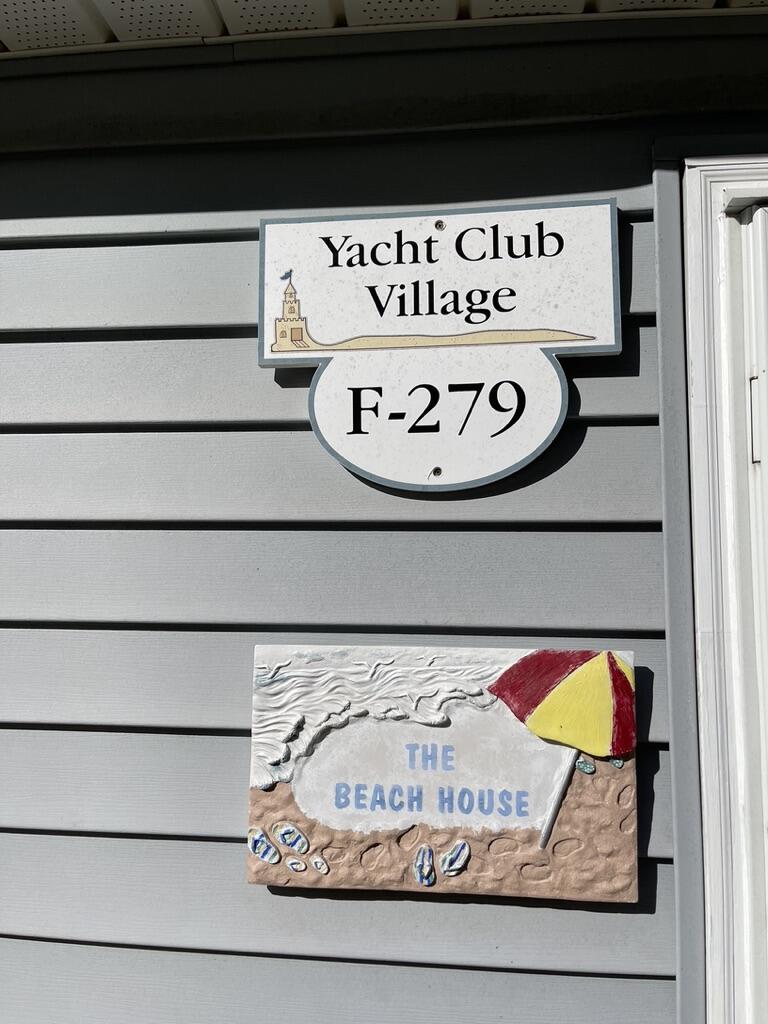 Yacht Club
Village
F-279
THE
BEACH HOUSE